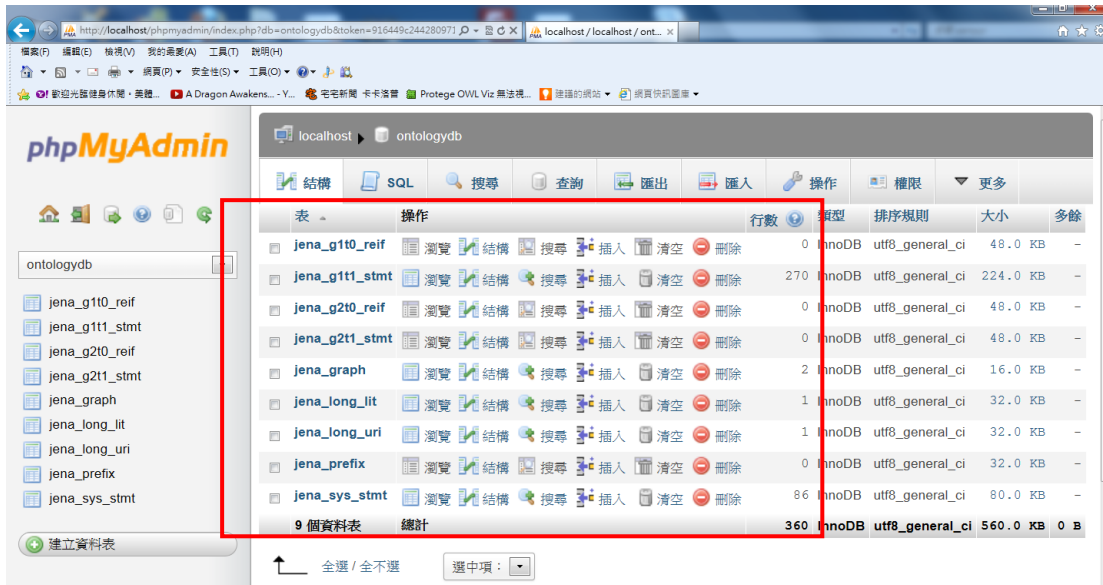 http://localhost/phpmyadmin/index.php?db=ontologydb&token=916449c244280971
localhost / localhost / ont...
檔案(F) 編輯(E) 檢視(V) 我的最愛(A) 工具(T) 說明(H)
網頁(P) 安全性(S) 工具(O)
歡迎光臨健身休閒‧美體... A Dragon Awakens... - Y... 宅宅新聞 卡卡洛普 Protege OWL Viz 無法視... 建議的網站 網頁快訊圖庫
phpMyAdmin
ontologydb
jena_g1t0_reif
jena_g1t1_stmt
jena_g2t0_reif
jena_g2t1_stmt
jena_graph
jena_long_lit
jena_long_uri
jena_prefix
jena_sys_stmt
建立資料表
localhost ontologydb
結構 SQL 搜尋 查詢 匯出 匯入 操作 權限 更多
表 操作 行數 類型 排序規則 大小 多餘
jena_g1t0_reif 瀏覽 結構 搜尋 插入 清空 刪除 0 InnoDB utf8_general_ci 48.0 KB -
jena_g1t1_stmt 瀏覽 結構 搜尋 插入 清空 刪除 270 InnoDB utf8_general_ci 224.0 KB -
jena_g2t0_reif 瀏覽 結構 搜尋 插入 清空 刪除 0 InnoDB utf8_general_ci 48.0 KB -
jena_g2t1_stmt 瀏覽 結構 搜尋 插入 清空 刪除 0 InnoDB utf8_general_ci 48.0 KB -
jena_graph 瀏覽 結構 搜尋 插入 清空 刪除 2 InnoDB utf8_general_ci 16.0 KB -
jena_long_lit 瀏覽 結構 搜尋 插入 清空 刪除 1 InnoDB utf8_general_ci 32.0 KB -
jena_long_uri 瀏覽 結構 搜尋 插入 清空 刪除 1 InnoDB utf8_general_ci 32.0 KB -
jena_prefix 瀏覽 結構 搜尋 插入 清空 刪除 0 InnoDB utf8_general_ci 32.0 KB -
jena_sys_stmt 瀏覽 結構 搜尋 插入 清空 刪除 86 InnoDB utf8_general_ci 80.0 KB -
9 個資料表 總計 360 InnoDB utf8_general_ci 560.0 KB 0 B
全選 / 全不選 選中項：